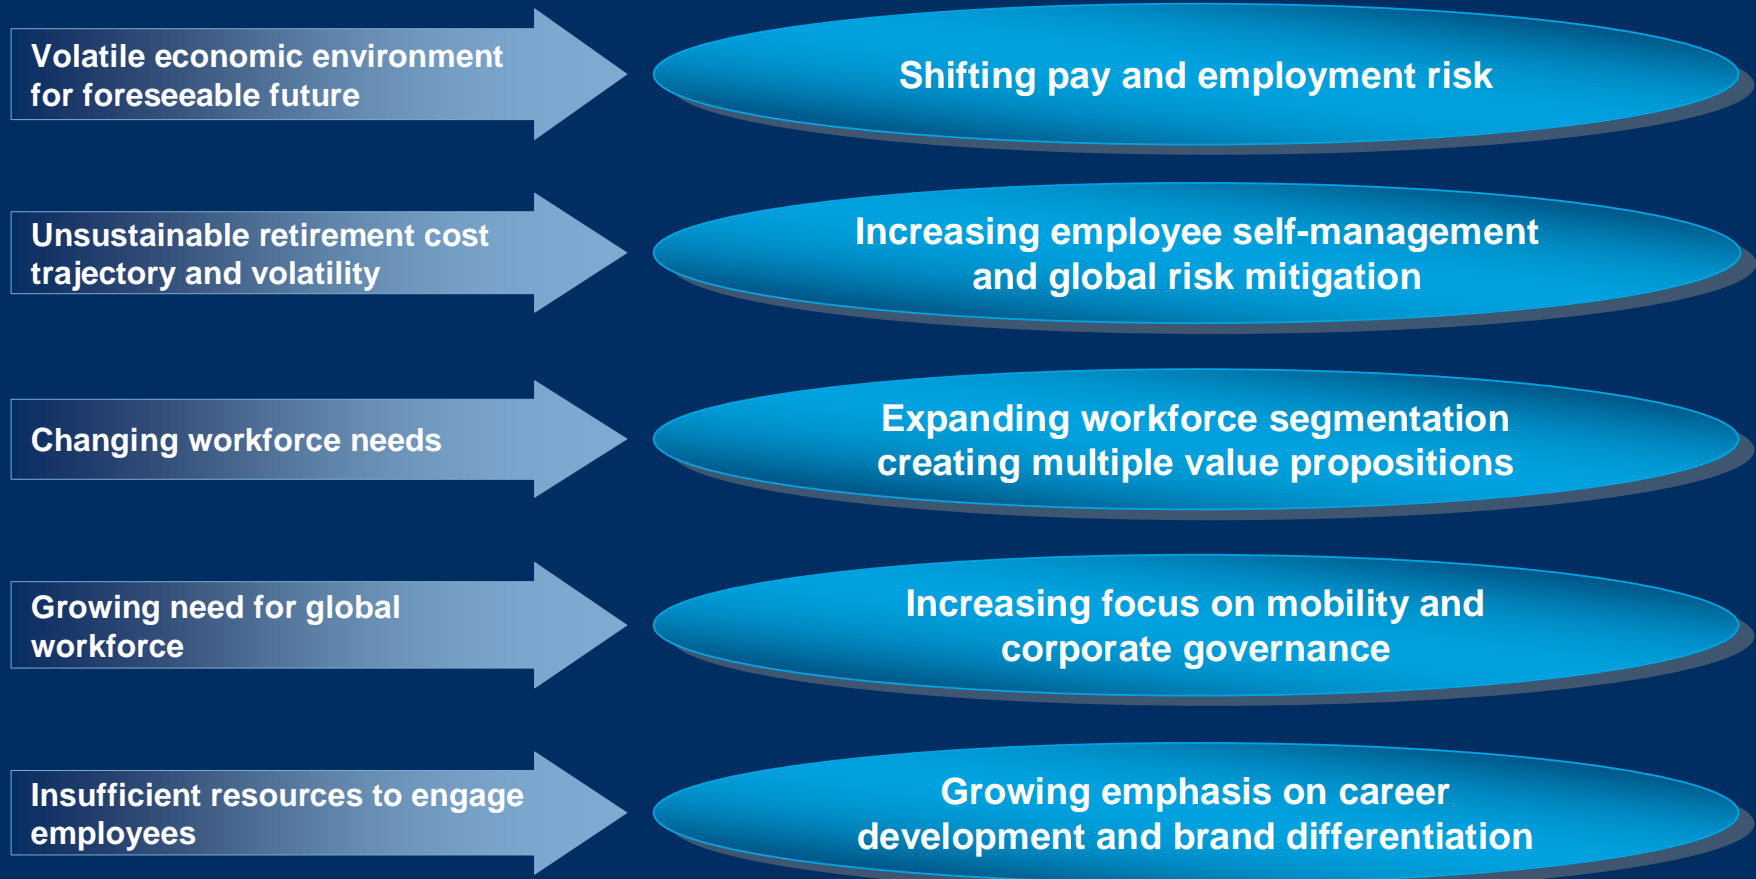 Volatile economic environment
for foreseeable future
Shifting pay and employment risk
Unsustainable retirement cost
trajectory and volatility
Increasing employee self-management
and global risk mitigation
Changing workforce needs
Expanding workforce segmentation
creating multiple value propositions
Growing need for global
workforce
Increasing focus on mobility and
corporate governance
Insufficient resources to engage
employees
Growing emphasis on career
development and brand differentiation